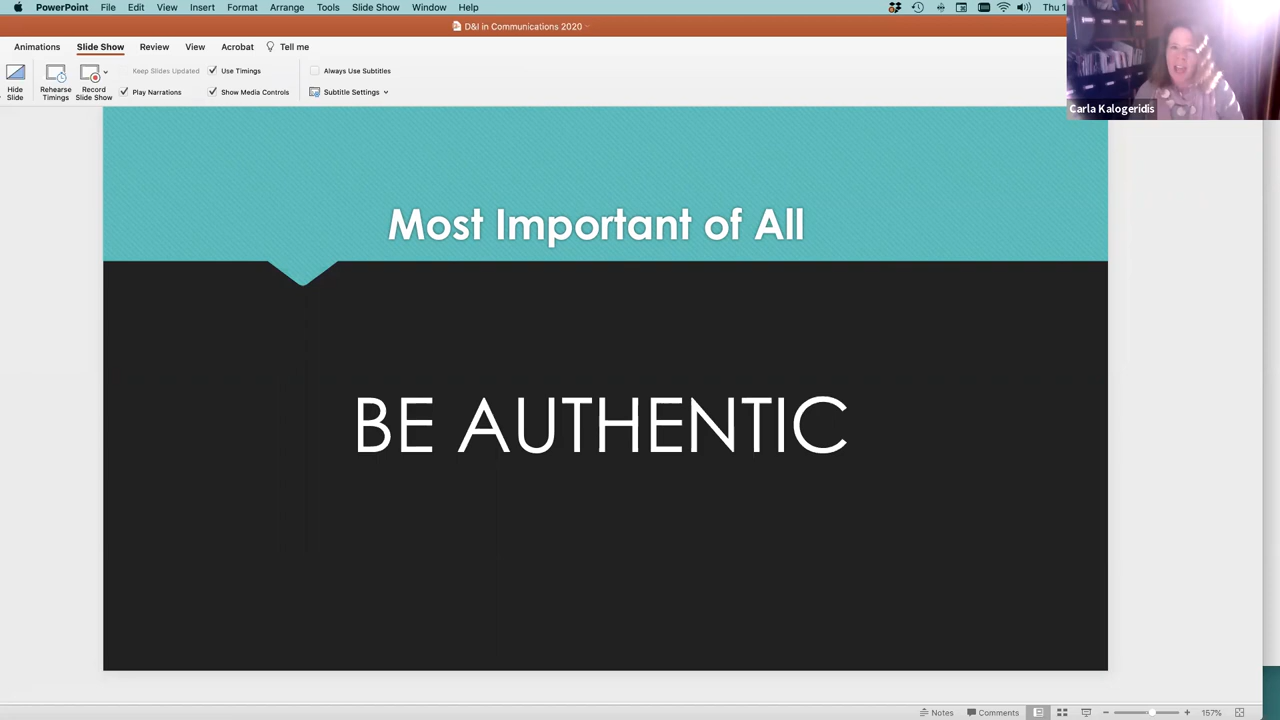 PowerPoint File Edit View Insert Format Arrange Tools Slide Show Window Help Thu 1
D&I in Communications 2020
Animations Slide Show Review View Acrobat Tell me
Hide Slide
Rehearse Timings
Record Slide Show
Keep Slides Updated
Use Timings
Always Use Subtitles
Play Narrations
Show Media Controls
Subtitle Settings
Carla Kalogeridis
Most Important of All
BE AUTHENTIC
Notes Comments 157%